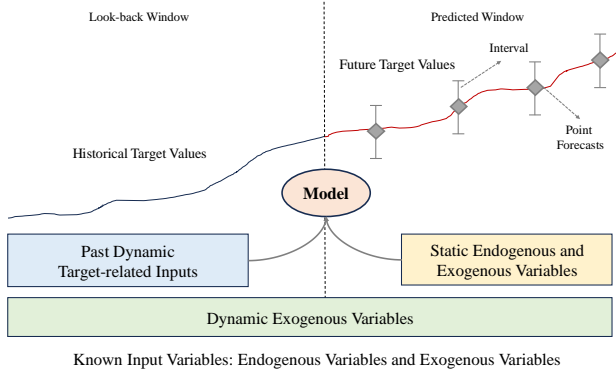 Look-back Window
Predicted Window
Interval
Future Target Values
Point
Forecasts
Historical Target Values
Model
Past Dynamic
Target-related Inputs
Static Endogenous and
Exogenous Variables
Dynamic Exogenous Variables
Known Input Variables: Endogenous Variables and Exogenous Variables